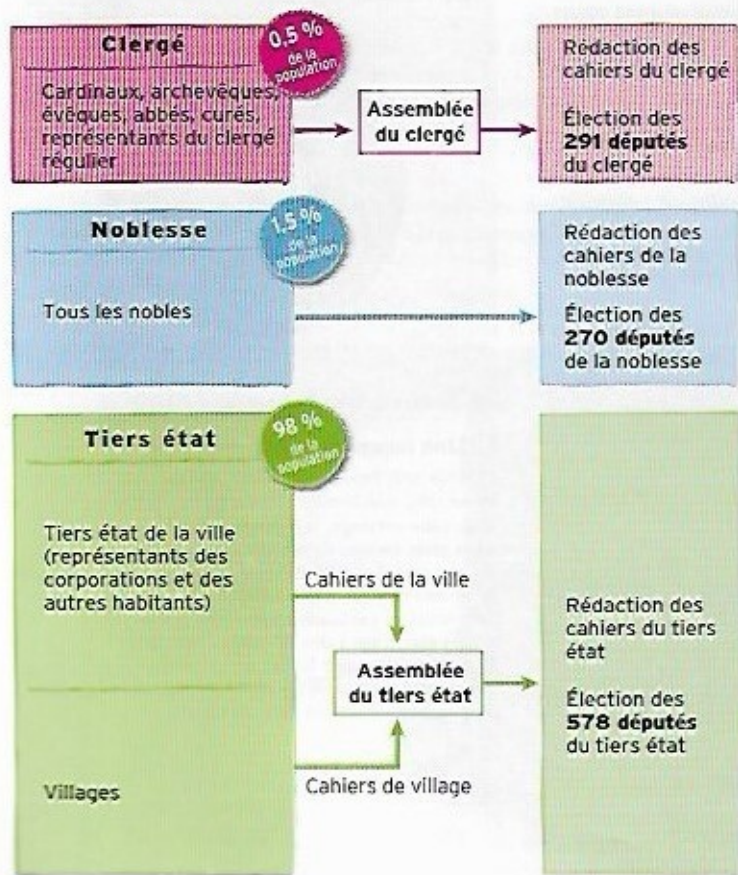 Clergé
0,5 %
de la
population
Cardinaux, archevêques,
évêques, abbés, curés,
représentants du clergé
régulier
Assemblée
du clergé
Rédaction des
cahiers du clergé
Élection des
291 députés
du clergé
Noblesse
1,5 %
de la
population
Tous les nobles
Rédaction des
cahiers de la
noblesse
Élection des
270 députés
de la noblesse
Tiers état
98 %
de la
population
Tiers état de la ville
(représentants des
corporations et des
autres habitants)
Cahiers de la ville
Assemblée
du tiers état
Villages
Cahiers de village
Rédaction des
cahiers du tiers
état
Élection des
578 députés
du tiers état